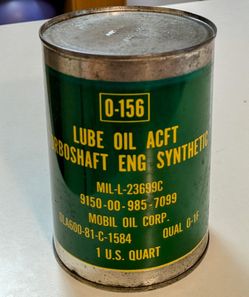 O-156
LUBE OIL ACFT
RBOSHAFT ENG SYNTHETIC
MIL-L-23699C
9150-00-985-7099
MOBIL OIL CORP.
DLA600-81-C-1584 QUAL O-1F
1 U.S. QUART